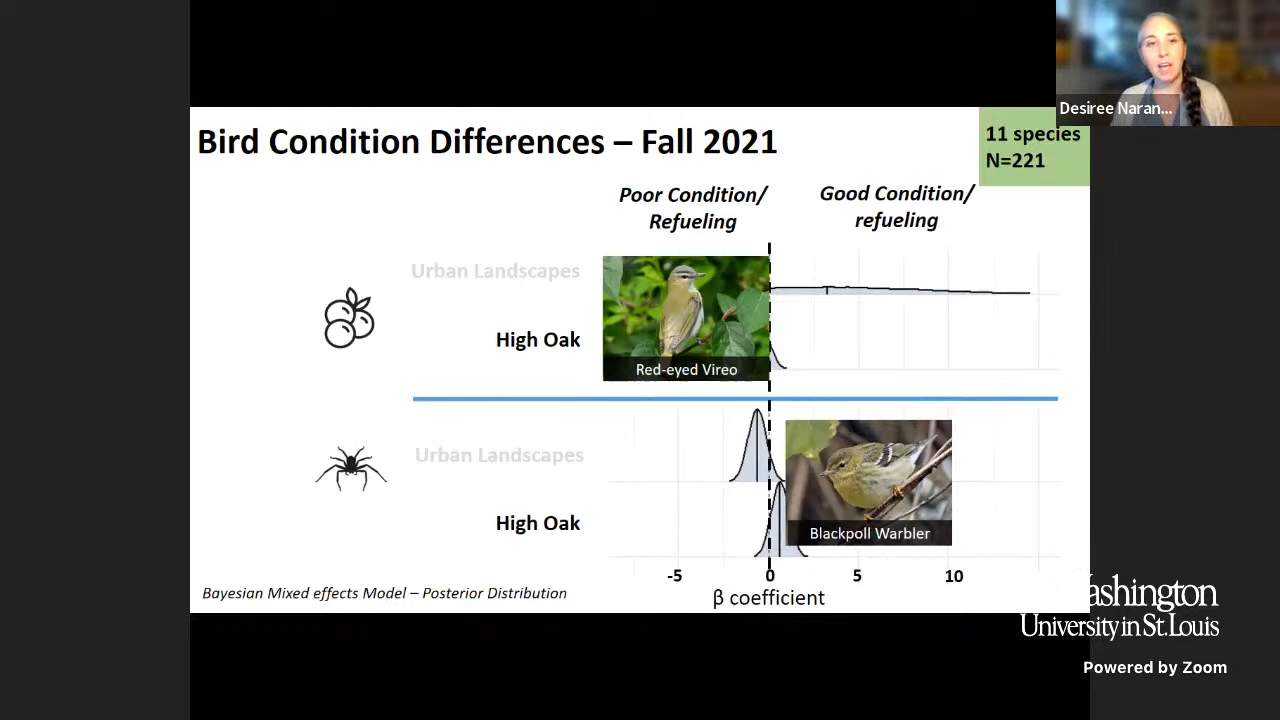 Desiree Naran...
Bird Condition Differences – Fall 2021
11 species
N=221
Poor Condition/
Refueling
Good Condition/
refueling
Urban Landscapes
High Oak
Red-eyed Vireo
Urban Landscapes
High Oak
Blackpoll Warbler
-5
0
5
10
β coefficient
Bayesian Mixed effects Model – Posterior Distribution
Washington
University in St. Louis
Powered by Zoom